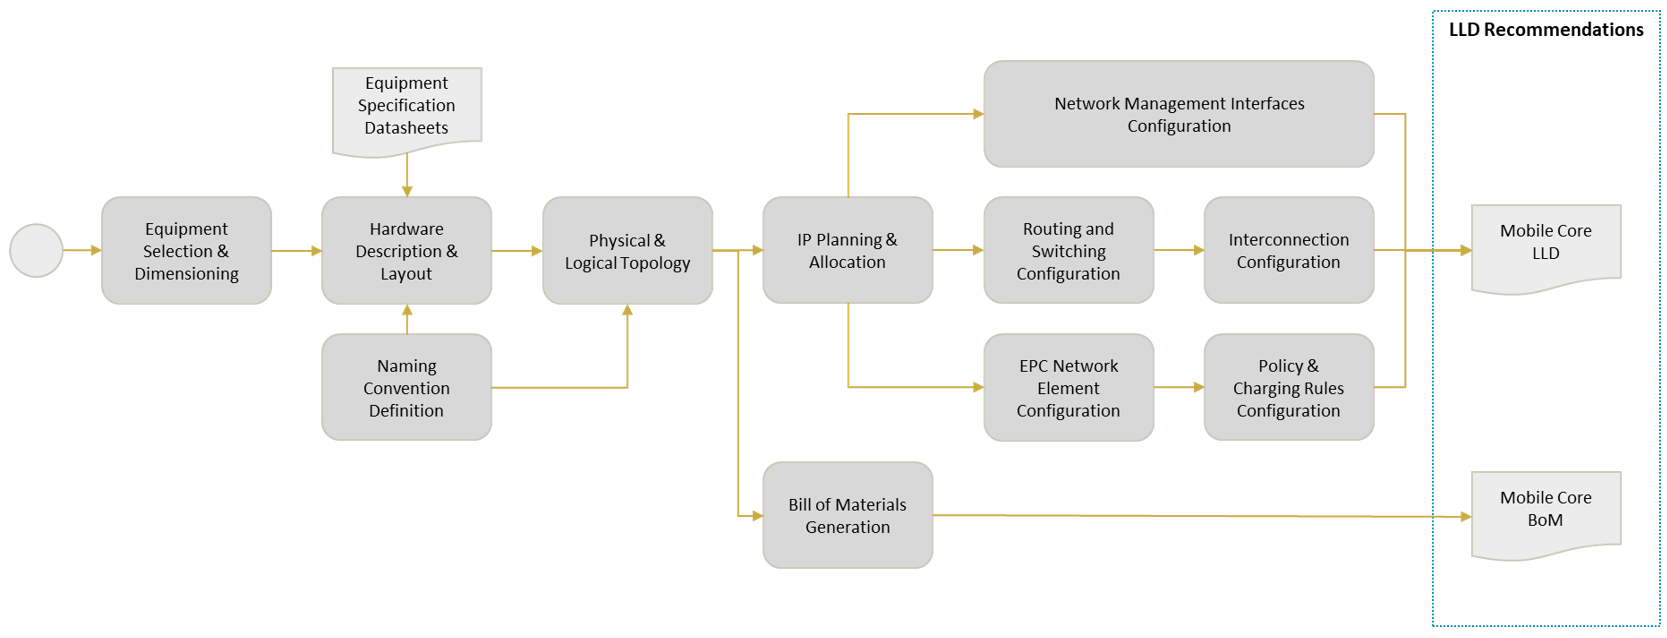 LLD Recommendations
Equipment
Specification
Datasheets
Network Management Interfaces
Configuration
Equipment
Selection &
Dimensioning
Hardware
Description &
Layout
Physical &
Logical Topology
IP Planning &
Allocation
Routing and
Switching
Configuration
Interconnection
Configuration
Mobile Core
LLD
Naming
Convention
Definition
EPC Network
Element
Configuration
Policy &
Charging Rules
Configuration
Bill of Materials
Generation
Mobile Core
BoM